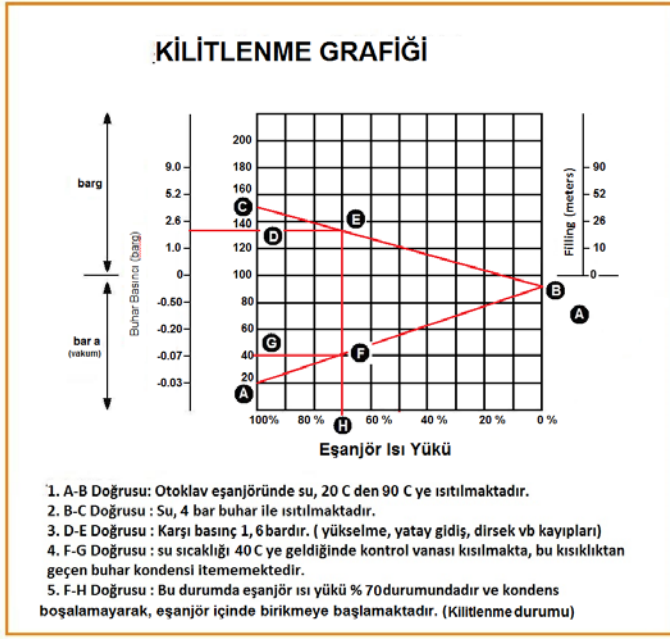 KİLİTLENME GRAFİĞİ
barg
bar a
(vakum)
Buhar Basıncı (barg)
9.0
5.2
2.6
1.0
0
-0.50
-0.20
-0.07
-0.03
200
180
160
140
120
100
80
60
40
20
C
D
E
G
F
A
B
A
H
Filling (meters)
90
52
26
10
0
100% 80 % 60 % 40 % 20 % 0 %
Eşanjör Isı Yükü
1. A-B Doğrusu: Otoklav eşanjöründe su, 20 C den 90 C ye ısıtılmaktadır.
2. B-C Doğrusu : Su, 4 bar buhar ile ısıtılmaktadır.
3. D-E Doğrusu : Karşı basınç 1, 6 bardır. ( yükselme, yatay gidiş, dirsek vb kayıpları)
4. F-G Doğrusu : su sıcaklığı 40 C ye geldiğinde kontrol vanası kısılmakta, bu kısıklıktan
geçen buhar kondensi itememektedir.
5. F-H Doğrusu : Bu durumda eşanjör ısı yükü % 70 durumundadır ve kondens
boşalamayarak, eşanjör içinde birikmeye başlamaktadır. (Kilitlenme durumu)